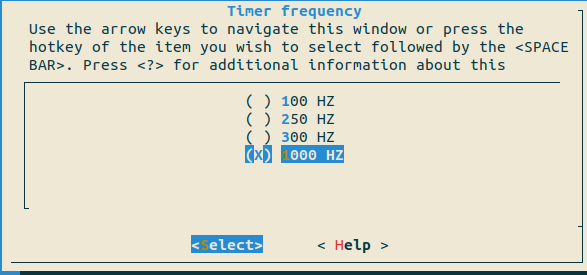 Timer frequency
Use the arrow keys to navigate this window or press the
hotkey of the item you wish to select followed by the <SPACE
BAR>. Press <?> for additional information about this
( ) 100 HZ
( ) 250 HZ
( ) 300 HZ
(X) 1000 HZ
<Select> < Help >